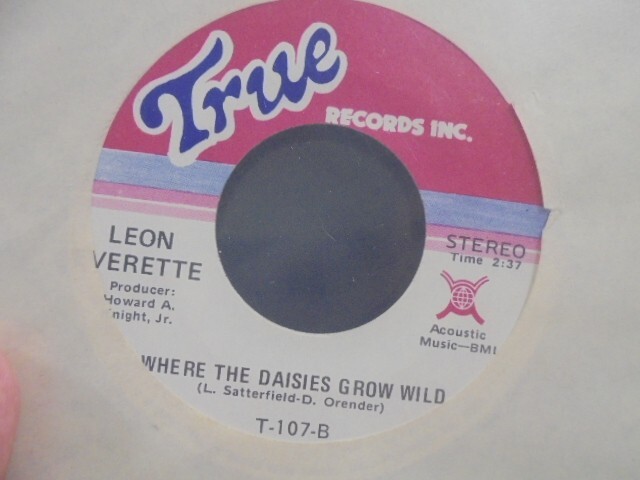 True
RECORDS INC.
LEON
VERETTE
Producer:
Howard A.
night, Jr.
STEREO
Time 2:37
Acoustic
Music—BMI
WHERE THE DAISIES GROW WILD
(L. Satterfield-D. Orender)
T-107-B